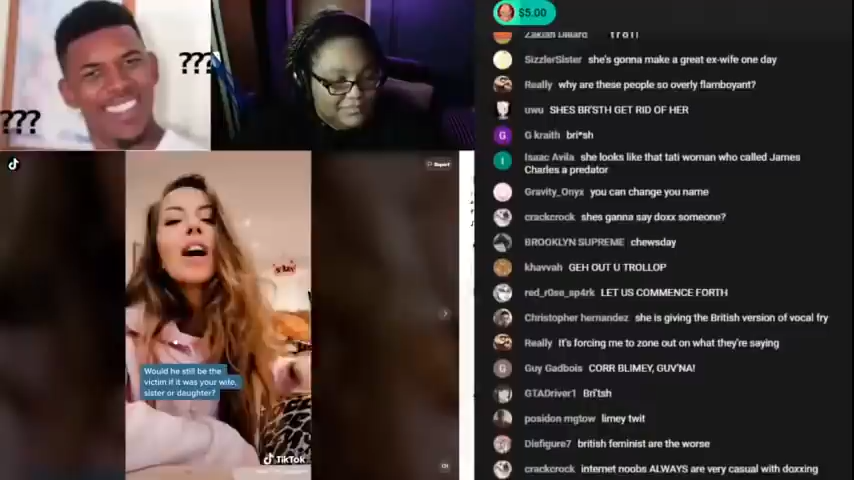 ???
???
Report
Would he still be the
victim if it was your wife,
sister or daughter?
TikTok
$5.00
Zakiah Dillard
SizzlerSister she's gonna make a great ex-wife one day
Really why are these people so overly flamboyant?
uwu SHES BR'STH GET RID OF HER
G
G kraith bri*sh
I
Isaac Avila she looks like that tati woman who called James
Charles a predator
Gravity_Onyx you can change you name
crackcrock shes ganna say doxx someone?
BROOKLYN SUPREME chewsday
khavvah GEH OUT U TROLLOP
red_r0se_sp4rk LET US COMMENCE FORTH
Christopher hernandez she is giving the British version of vocal fry
Really It's forcing me to zone out on what they're saying
G
Guy Gadbois CORR BLIMEY, GUV'NA!
GTADriver1 Bri'tsh
posidon mgtow limey twit
Disfigure7 british feminist are the worse
crackcrock internet noobs ALWAYS are very casual with doxxing